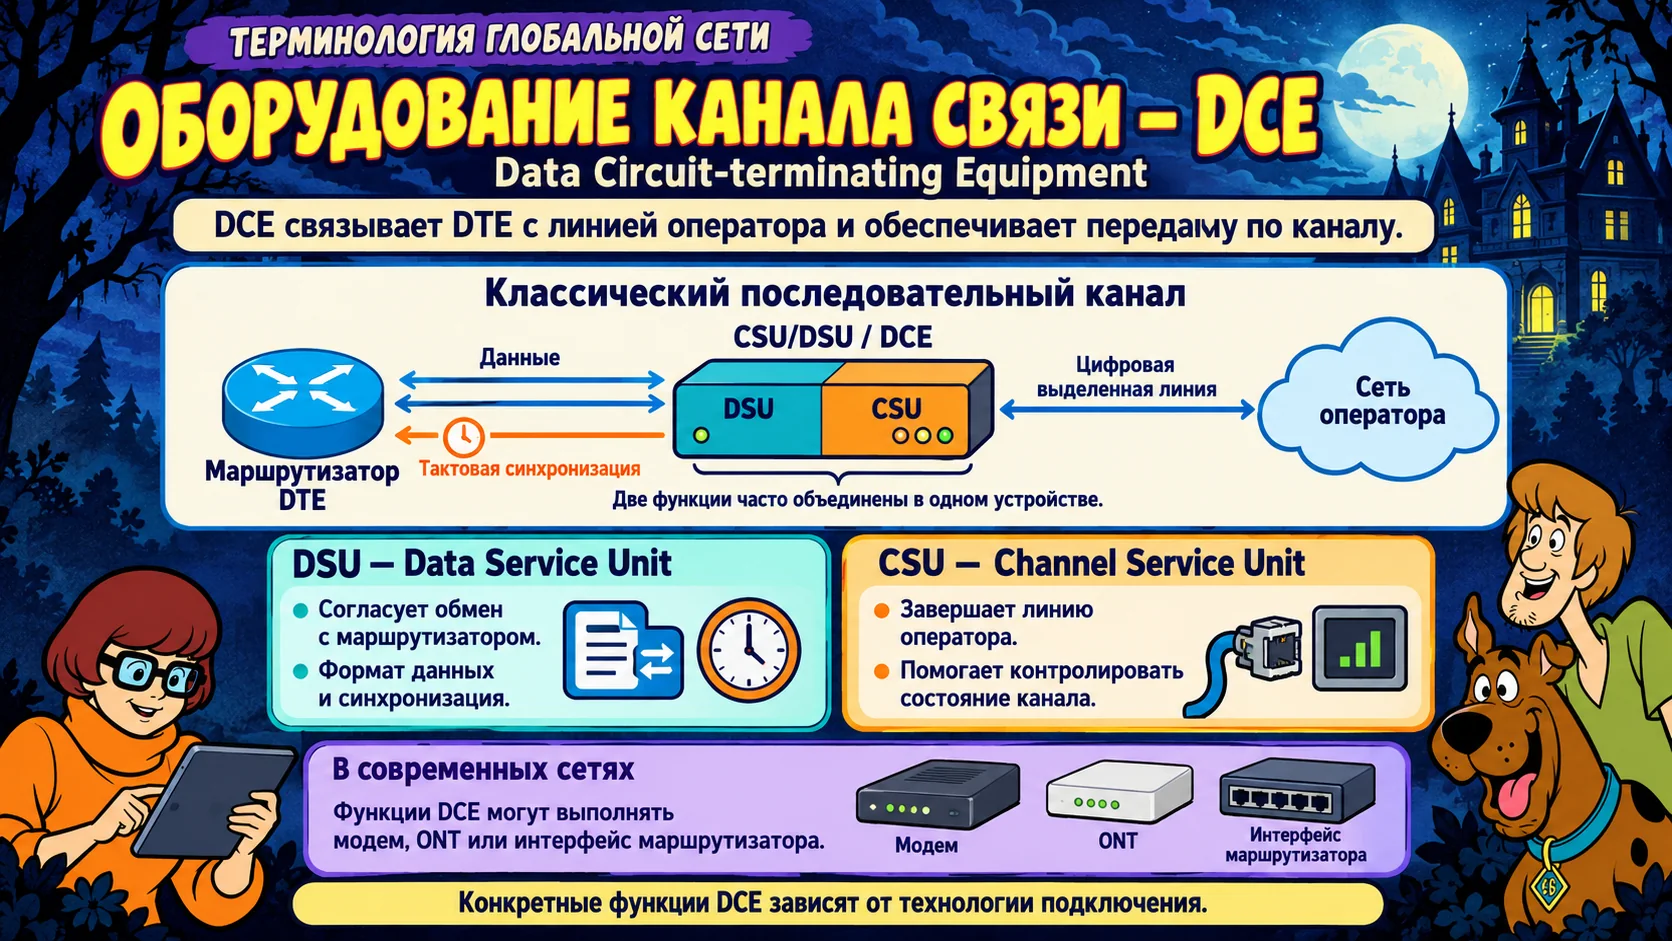 ТЕРМИНОЛОГИЯ ГЛОБАЛЬНОЙ СЕТИ
ОБОРУДОВАНИЕ КАНАЛА СВЯЗИ – DCE
Data Circuit-terminating Equipment
DCE связывает DTE с линией оператора и обеспечивает по каналу.
Классический последовательный канал
CSU/DSU / DCE
Данные
Цифровая
выделенная линия
DSU
CSU
Сеть
оператора
Тактовая синхронизация
Маршрутизатор
DTE
Две функции часто объединены в одном устройстве.
DSU — Data Service Unit
Согласует обмен
с маршрутизатором.
Формат данных
и синхронизация.
CSU — Channel Service Unit
Завершает линию
оператора.
Помогает контролировать
состояние канала.
В современных сетях
Функции DCE могут выполнять
модем, ONT или интерфейс маршрутизатора.
Модем
ONT
Интерфейс
маршрутизатора
Конкретные функции DCE зависят от технологии подключения.